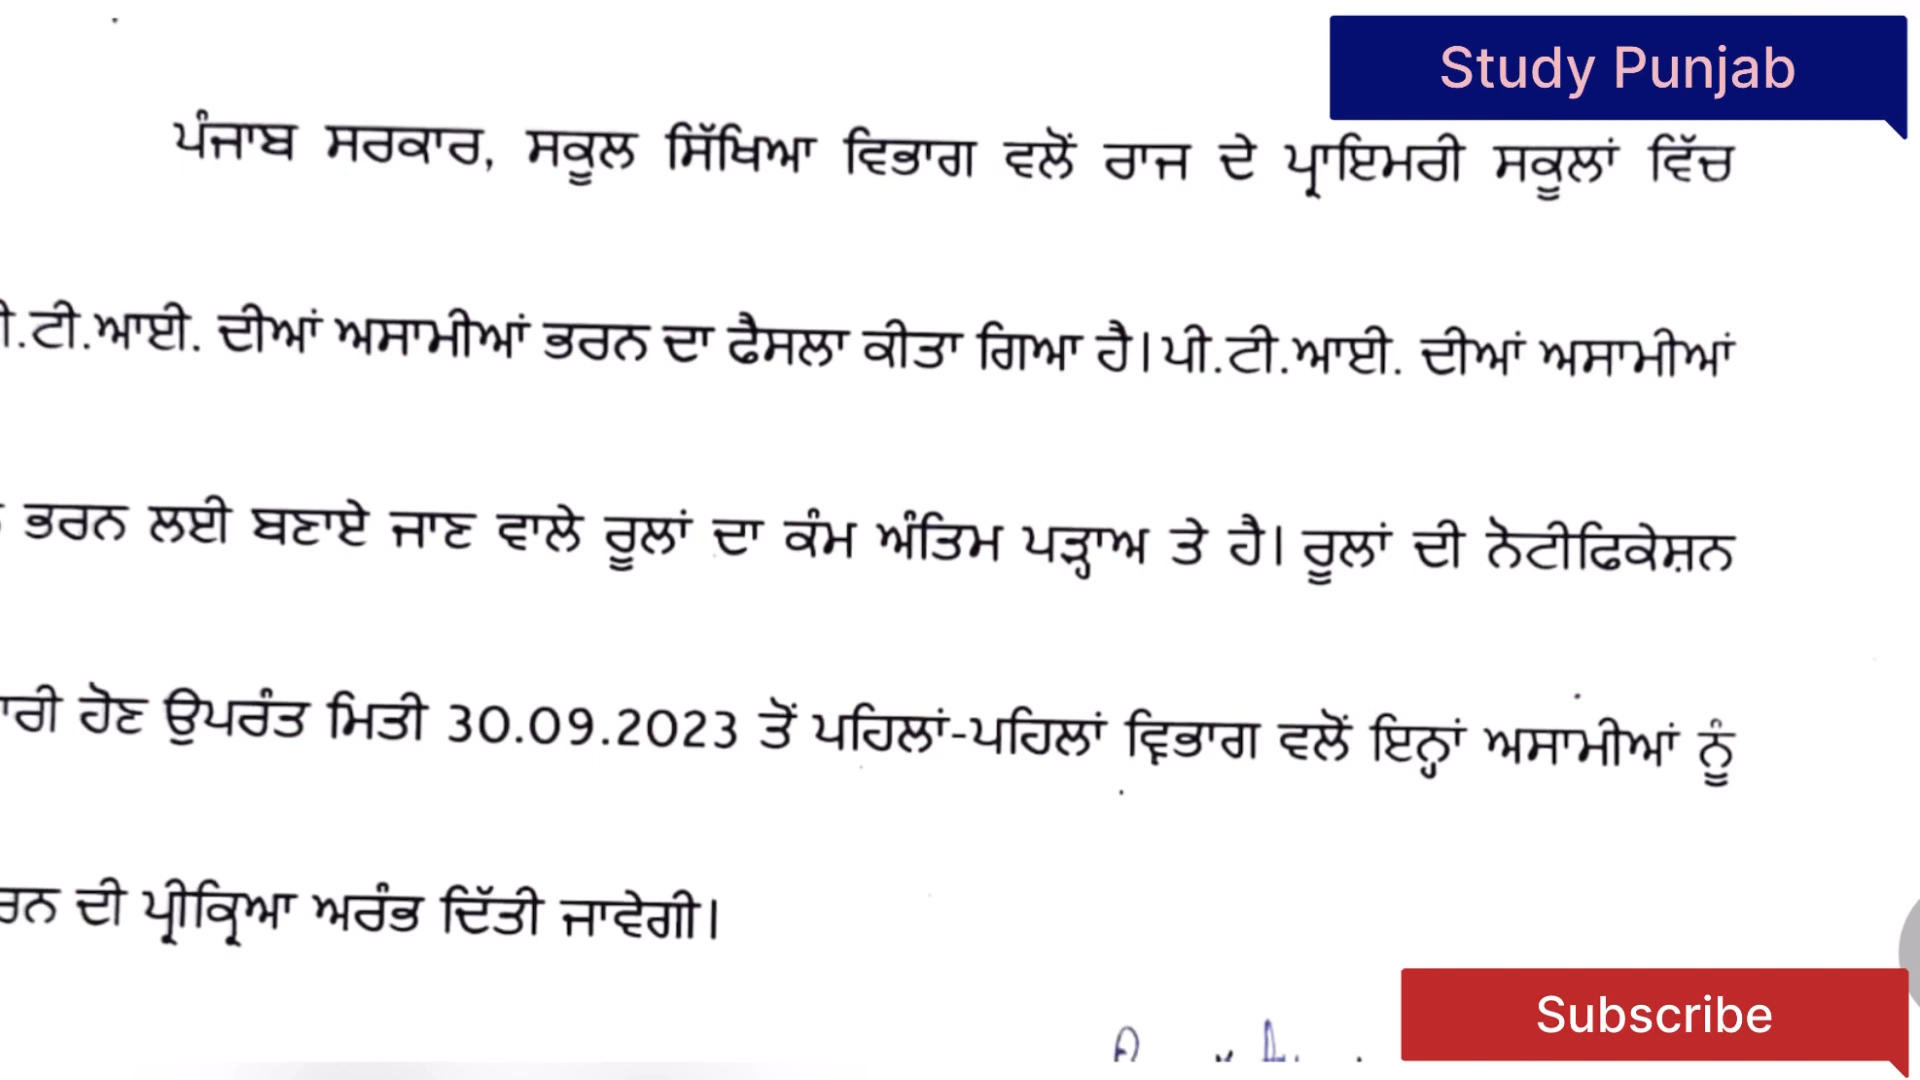 Study Punjab
ਪੰਜਾਬ ਸਰਕਾਰ, ਸਕੂਲ ਸਿੱਖਿਆ ਵਿਭਾਗ ਵਲੋਂ ਰਾਜ ਦੇ ਪ੍ਰਾਇਮਰੀ ਸਕੂਲਾਂ ਵਿੱਚ
ੀ.ਟੀ.ਆਈ. ਦੀਆਂ ਅਸਾਮੀਆਂ ਭਰਨ ਦਾ ਫੈਸਲਾ ਕੀਤਾ ਗਿਆ ਹੈ। ਪੀ.ਟੀ.ਆਈ. ਦੀਆਂ ਅਸਾਮੀਆਂ
ਭਰਨ ਲਈ ਬਣਾਏ ਜਾਣ ਵਾਲੇ ਰੂਲਾਂ ਦਾ ਕੰਮ ਅੰਤਿਮ ਪੜ੍ਹਾਅ ਤੇ ਹੈ। ਰੂਲਾਂ ਦੀ ਨੋਟੀਫਿਕੇਸ਼ਨ
ਾਰੀ ਹੋਣ ਉਪਰੰਤ ਮਿਤੀ 30.09.2023 ਤੋਂ ਪਹਿਲਾਂ-ਪਹਿਲਾਂ ਵਿਭਾਗ ਵਲੋਂ ਇਨ੍ਹਾਂ ਅਸਾਮੀਆਂ ਨੂੰ
ਰਨ ਦੀ ਪ੍ਰੀਕ੍ਰਿਆ ਅਰੰਭ ਦਿੱਤੀ ਜਾਵੇਗੀ।
Subscribe